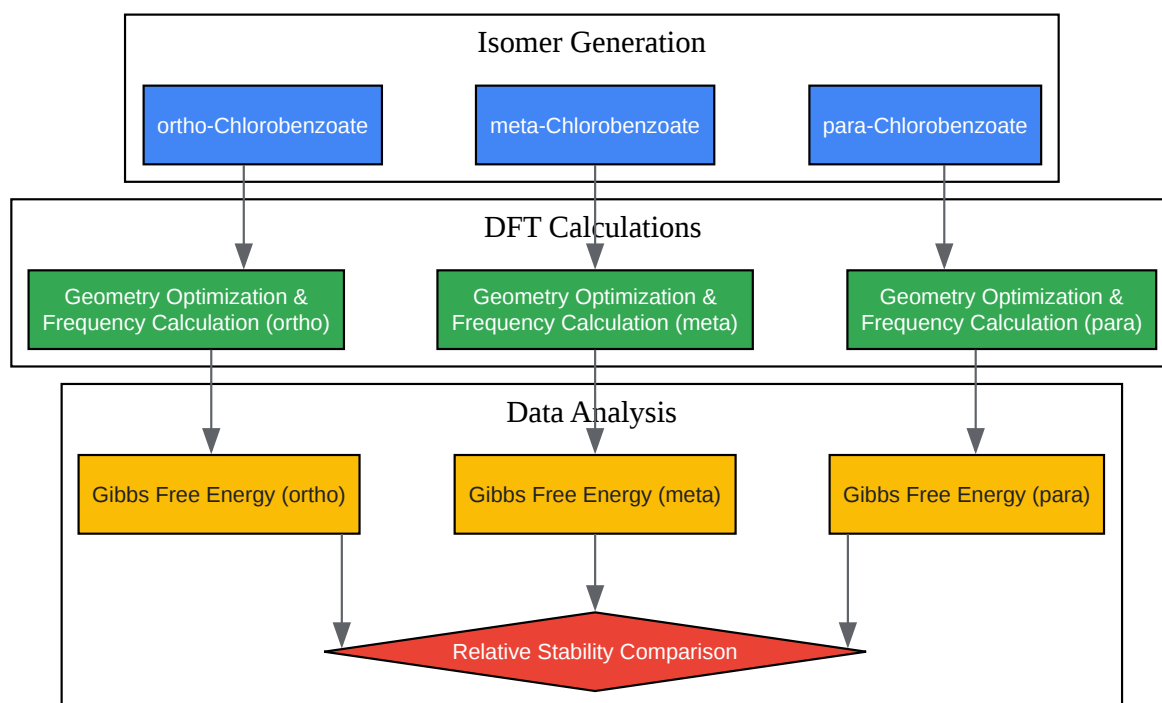 Isomer Generation
ortho-Chlorobenzoate
meta-Chlorobenzoate
para-Chlorobenzoate
DFT Calculations
Geometry Optimization &
Frequency Calculation (ortho)
Geometry Optimization &
Frequency Calculation (meta)
Geometry Optimization &
Frequency Calculation (para)
Data Analysis
Gibbs Free Energy (ortho)
Gibbs Free Energy (meta)
Gibbs Free Energy (para)
Relative Stability Comparison